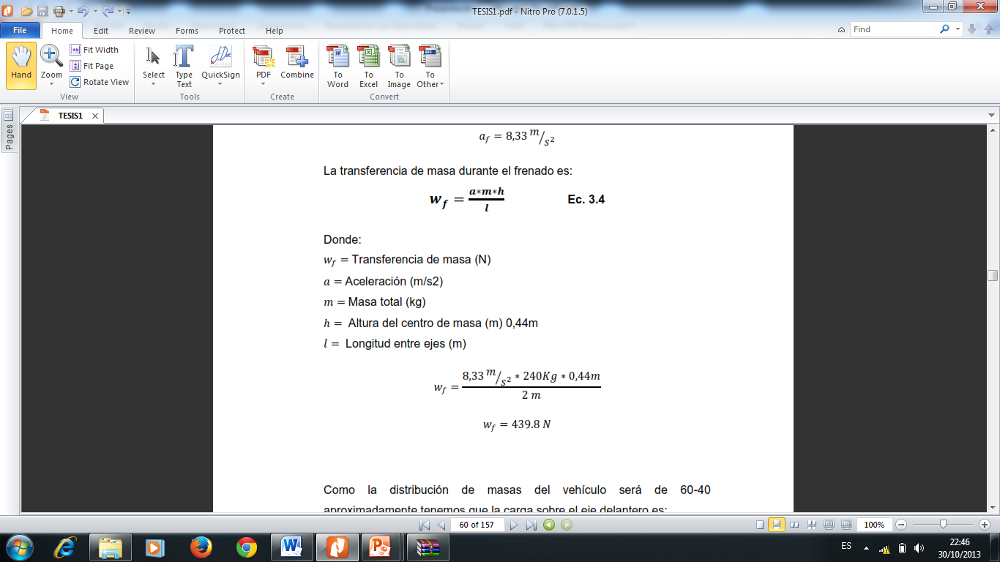 TESIS1.pdf - Nitro Pro (7.0.1.5)
File Home Edit Review Forms Protect Help Find
Hand Zoom Fit Width Fit Page Rotate View Select Type Text QuickSign PDF Combine To Word To Excel To Image To Other
View Tools Create Convert
TESIS1
Pages
a_f = 8,33 m/s²
La transferencia de masa durante el frenado es:
w_f = a*m*h / l Ec. 3.4
Donde:
w_f = Transferencia de masa (N)
a = Aceleración (m/s2)
m = Masa total (kg)
h = Altura del centro de masa (m) 0,44m
l = Longitud entre ejes (m)
w_f = 8,33 m/s² * 240Kg * 0,44m / 2 m
w_f = 439.8 N
Como la distribución de masas del vehículo será de 60-40
aproximadamente tenemos que la carga sobre el eje delantero es:
60 of 157 100%
ES 22:46
30/10/2013